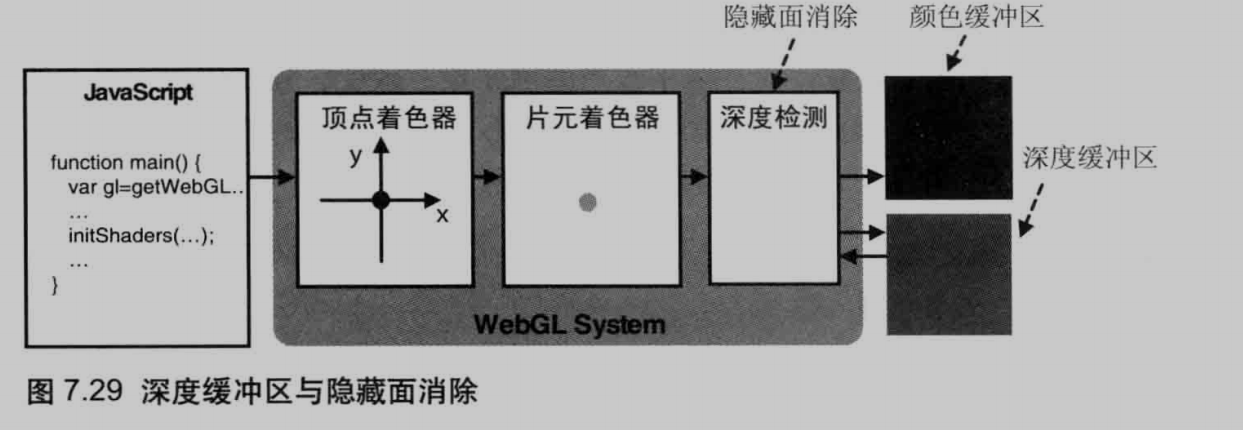 隐藏面消除
颜色缓冲区
JavaScript
function main() {
var gl=getWebGL..
...
initShaders(...);
...
}
顶点着色器
y
x
片元着色器
深度检测
深度缓冲区
WebGL System
图 7.29 深度缓冲区与隐藏面消除